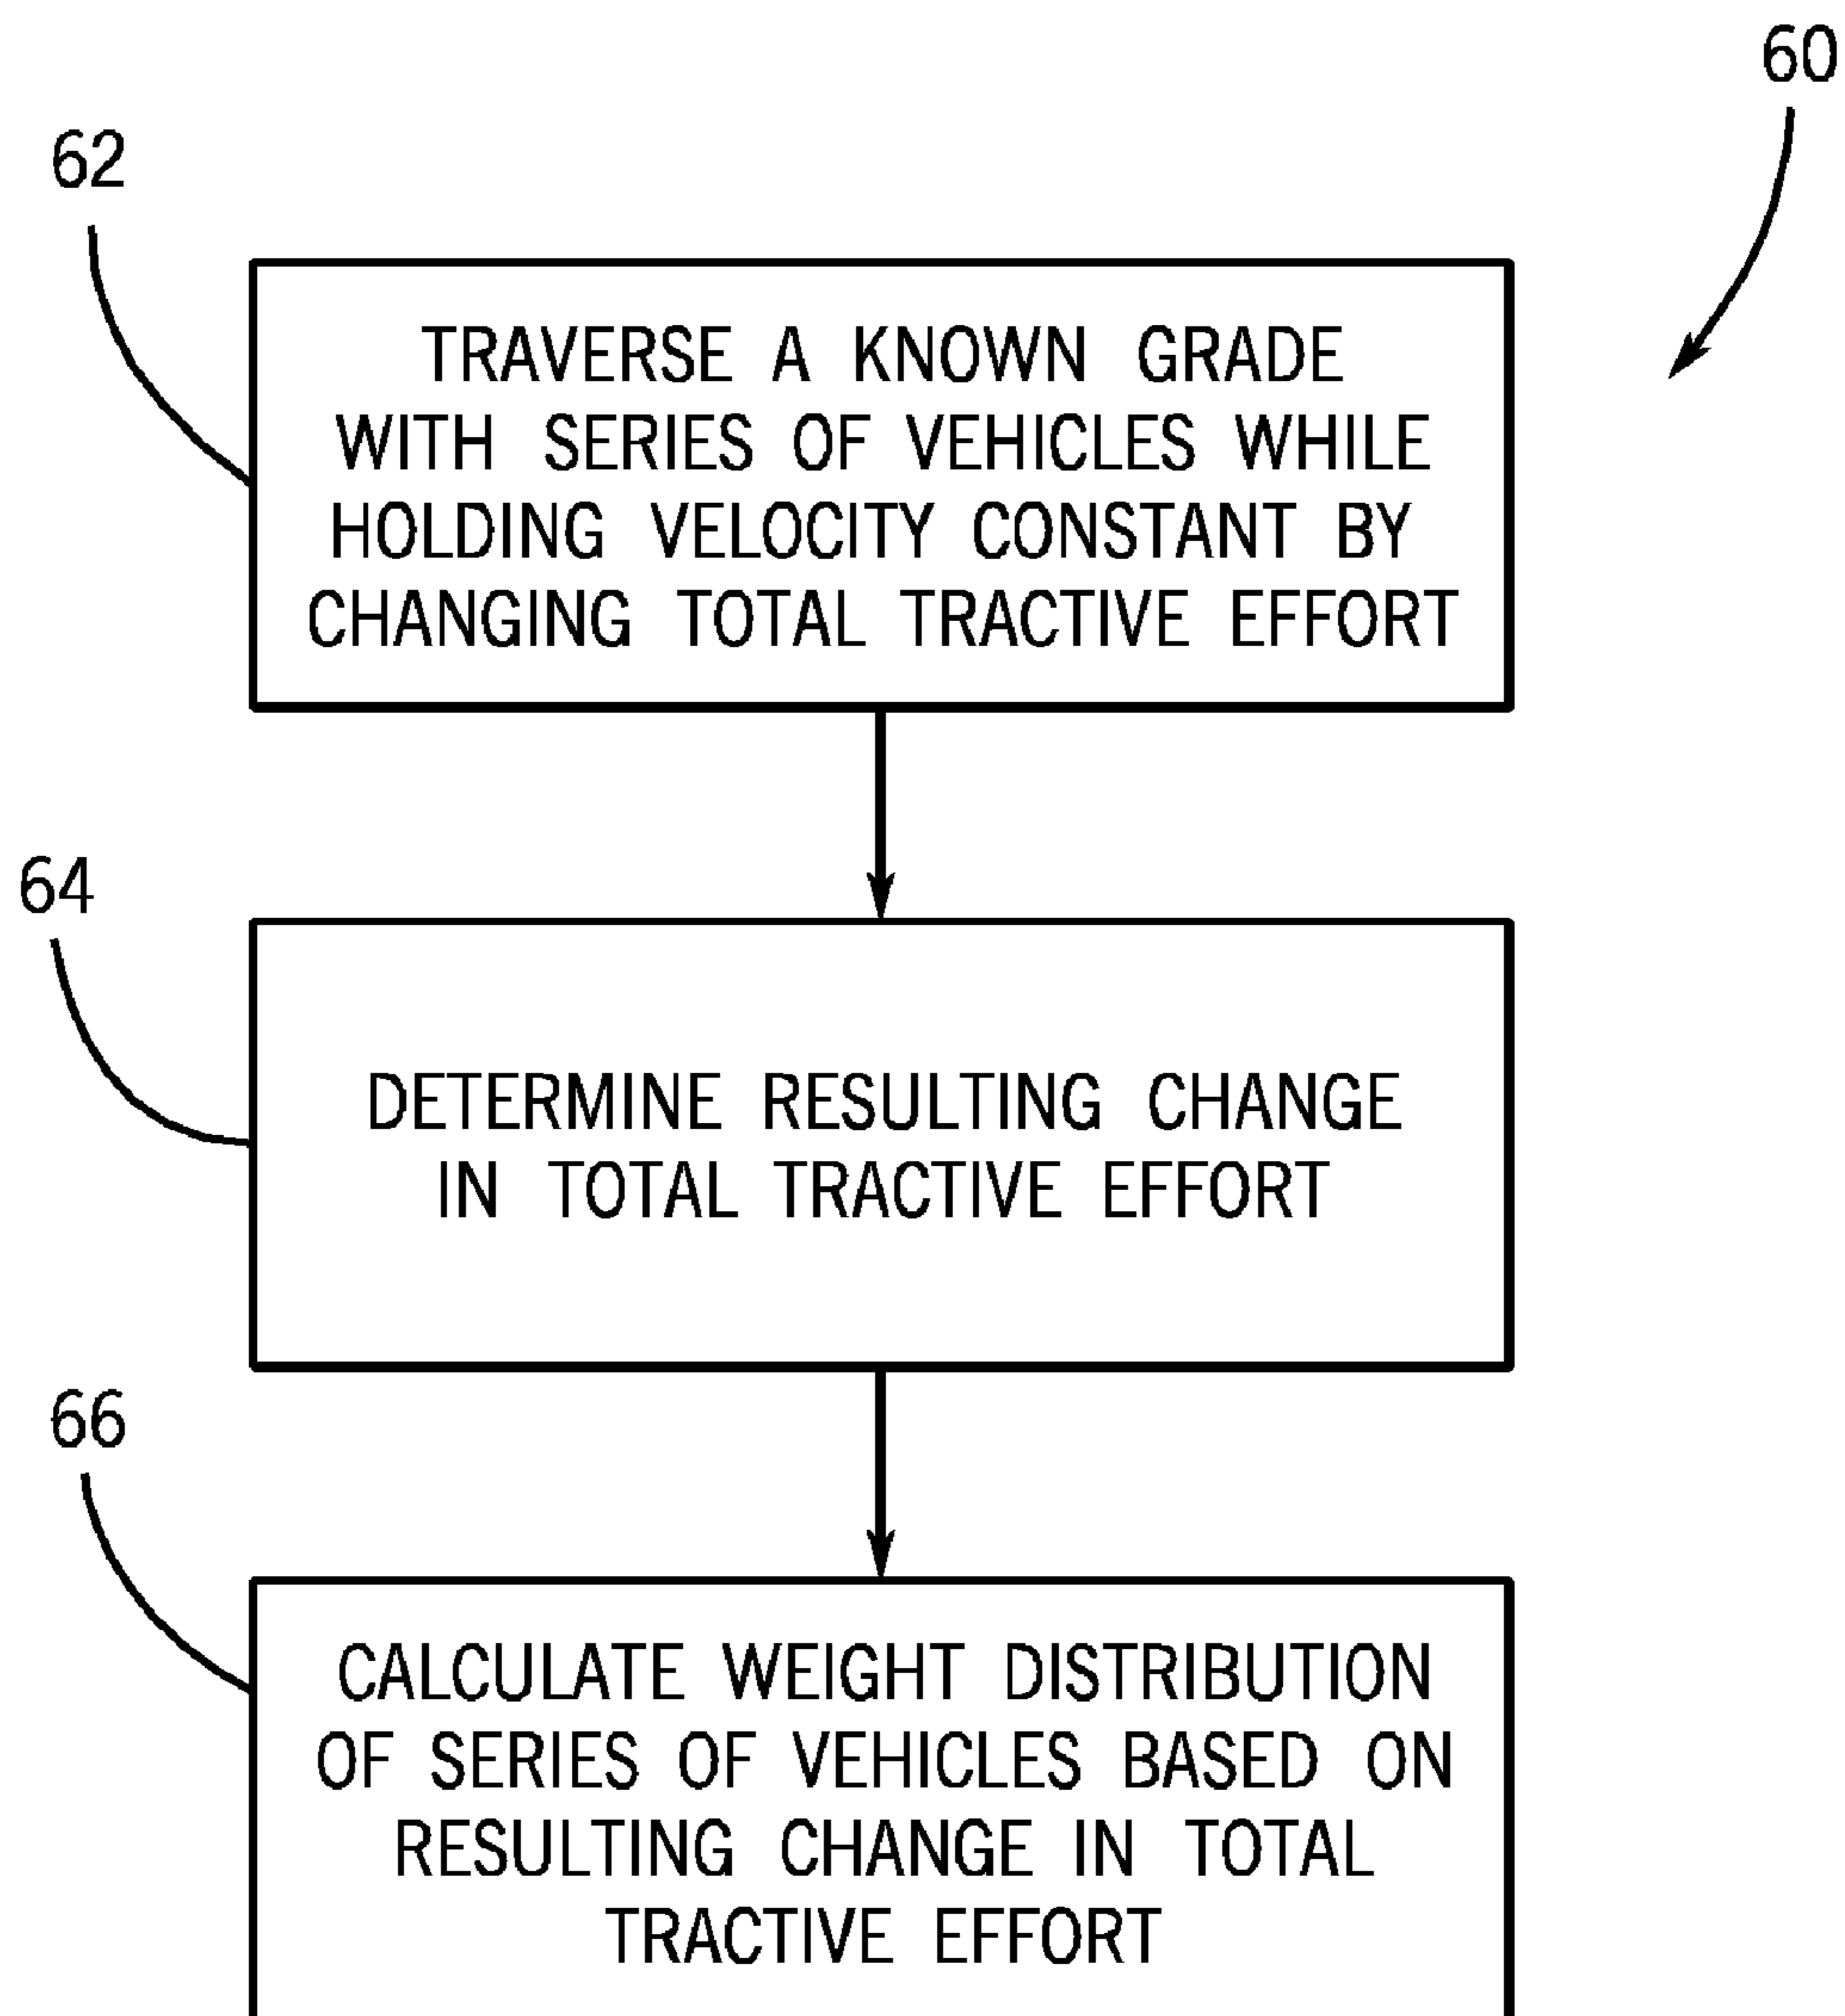 60
62
TRAVERSE A KNOWN GRADE
WITH SERIES OF VEHICLES WHILE
HOLDING VELOCITY CONSTANT BY
CHANGING TOTAL TRACTIVE EFFORT
64
DETERMINE RESULTING CHANGE
IN TOTAL TRACTIVE EFFORT
66
CALCULATE WEIGHT DISTRIBUTION
OF SERIES OF VEHICLES BASED ON
RESULTING CHANGE IN TOTAL
TRACTIVE EFFORT